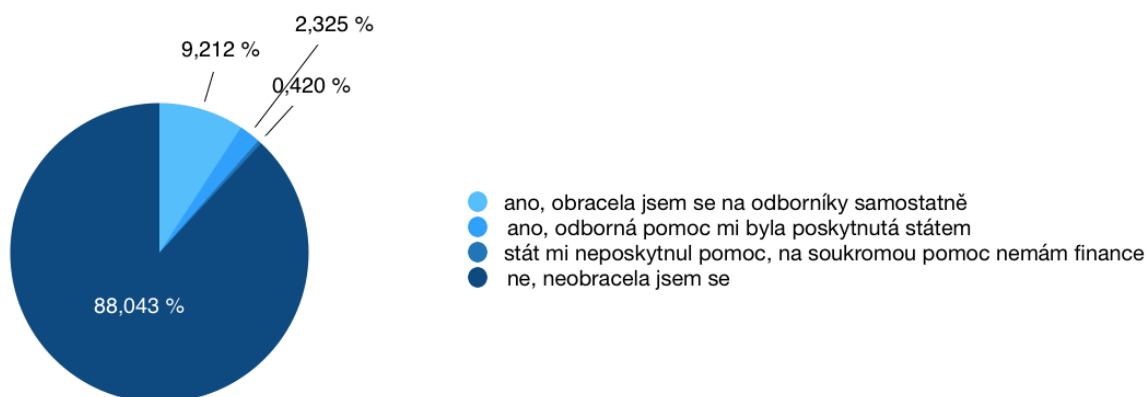 2,325 %
9,212 %
0,420 %
ano, obracela jsem se na odborníky samostatně
ano, odborná pomoc mi byla poskytnutá státem
stát mi neposkytnul pomoc, na soukromou pomoc nemám finance
ne, neobracela jsem se
88,043 %